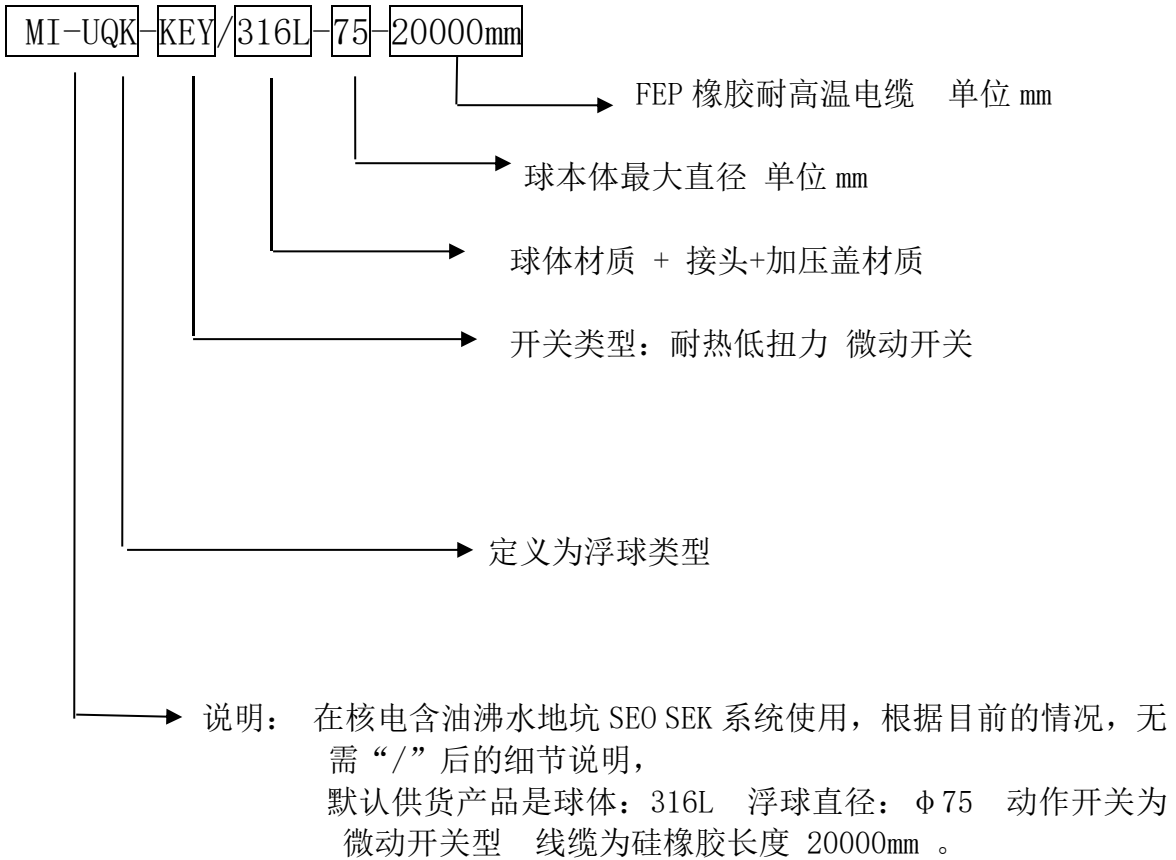 MI-UQK-KEY/316L-75-20000mm
FEP 橡胶耐高温电缆 单位 mm
球本体最大直径 单位 mm
球体材质 + 接头+加压盖材质
开关类型：耐热低扭力 微动开关
定义为浮球类型
说明： 在核电含油沸水地坑 SEO SEK 系统使用，根据目前的情况，无
需“/”后的细节说明，
默认供货产品是球体：316L 浮球直径：φ75 动作开关为
微动开关型 线缆为硅橡胶长度 20000mm 。